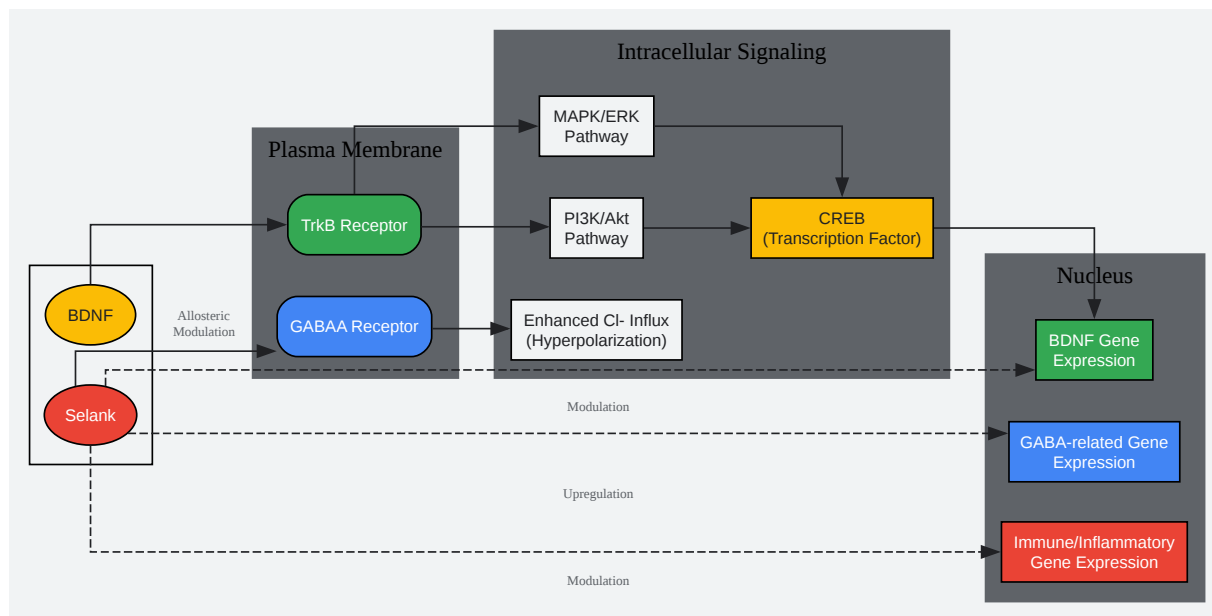 Intracellular Signaling
MAPK/ERK
Pathway
Plasma Membrane
TrkB Receptor
PI3K/Akt
Pathway
CREB
(Transcription Factor)
Nucleus
BDNF
Allosteric
Modulation
GABAA Receptor
Enhanced Cl- Influx
(Hyperpolarization)
BDNF Gene
Expression
Selank
Modulation
GABA-related Gene
Expression
Upregulation
Immune/Inflammatory
Gene Expression
Modulation